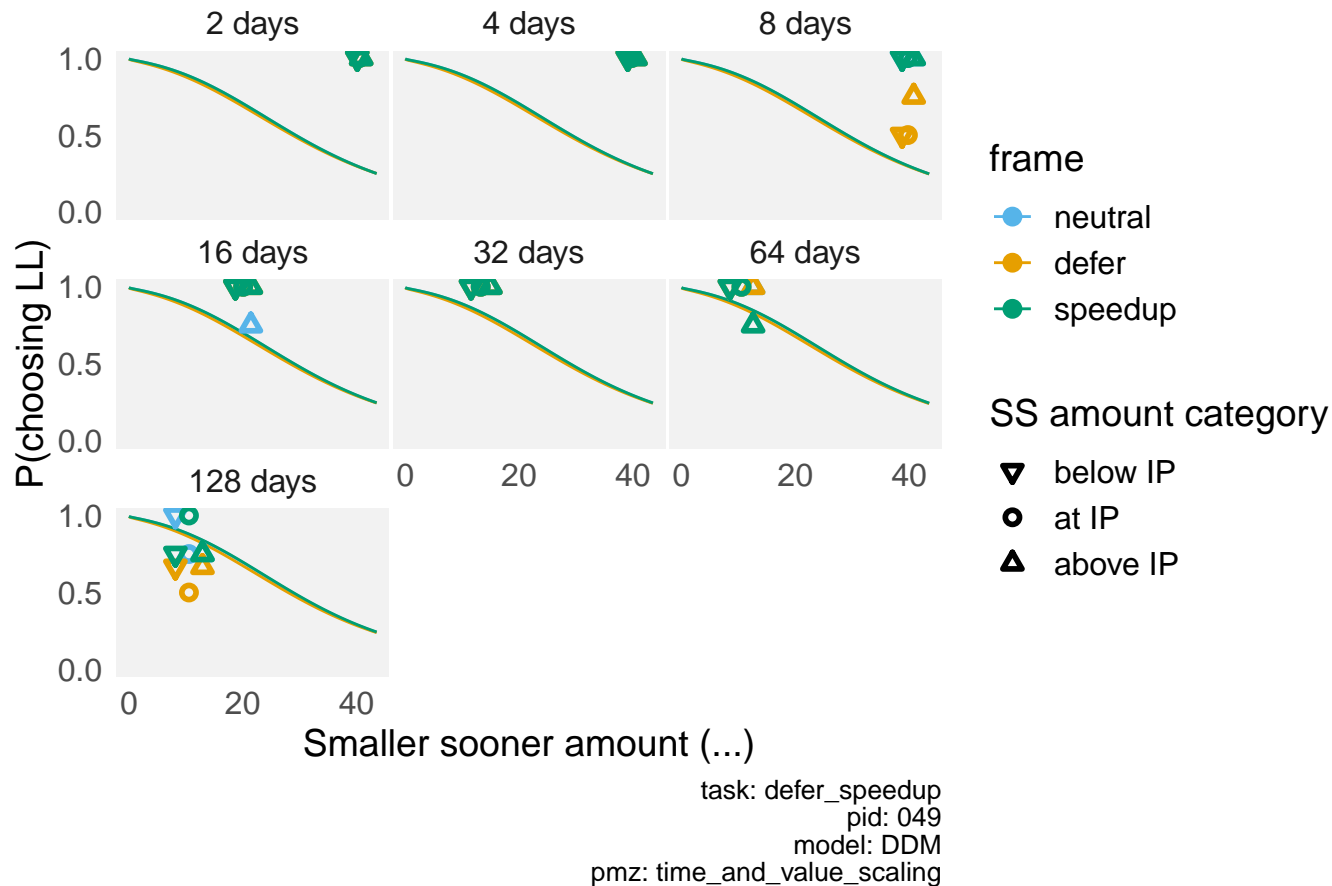 2 days
4 days
8 days
1.0
0.5
0.0
16 days
32 days
64 days
1.0
0.5
0.0
0
20
40
0
20
40
128 days
1.0
0.5
0.0
0
20
40
P(choosing LL)
Smaller sooner amount (...)
frame
neutral
defer
speedup
SS amount category
below IP
at IP
above IP
task: defer_speedup
pid: 049
model: DDM
pmz: time_and_value_scaling